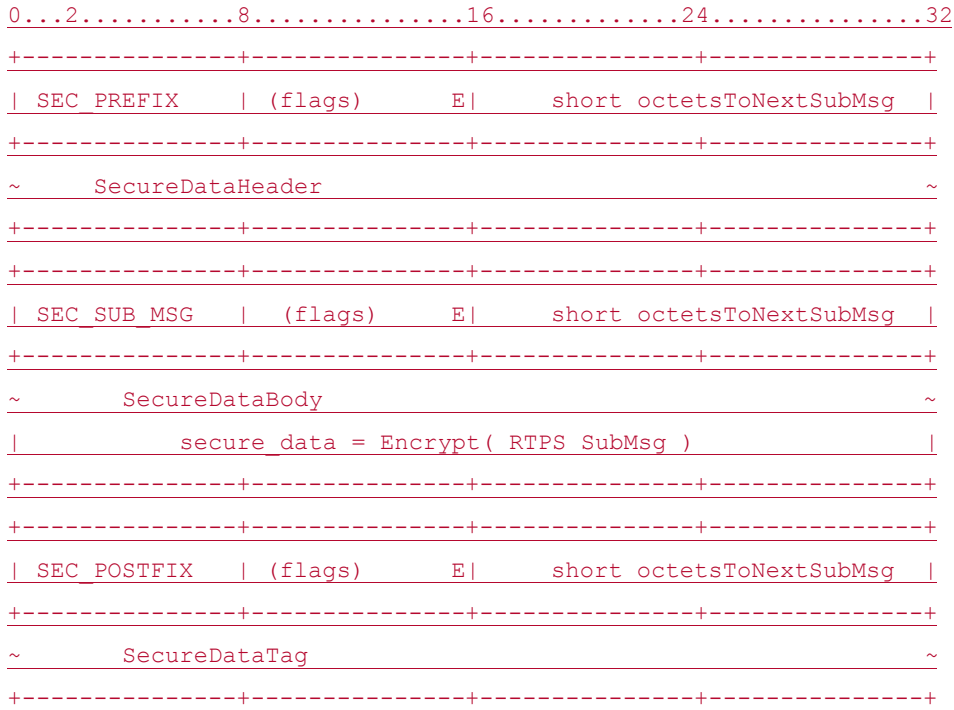 0...2...........8...............16.............24...............32
+---------------+---------------+---------------+--------------+
| SEC_PREFIX    | (flags)      E|     short octetsToNextSubMsg  |
+---------------+---------------+---------------+--------------+
~     SecureDataHeader                                         ~
+---------------+---------------+---------------+--------------+
+---------------+---------------+---------------+--------------+
| SEC_SUB_MSG   |  (flags)     E|     short octetsToNextSubMsg  |
+---------------+---------------+---------------+--------------+
~       SecureDataBody                                         ~
|           secure_data = Encrypt( RTPS SubMsg )                |
+---------------+---------------+---------------+--------------+
+---------------+---------------+---------------+--------------+
| SEC_POSTFIX   | (flags)      E|     short octetsToNextSubMsg  |
+---------------+---------------+---------------+--------------+
~       SecureDataTag                                          ~
+---------------+---------------+---------------+--------------+